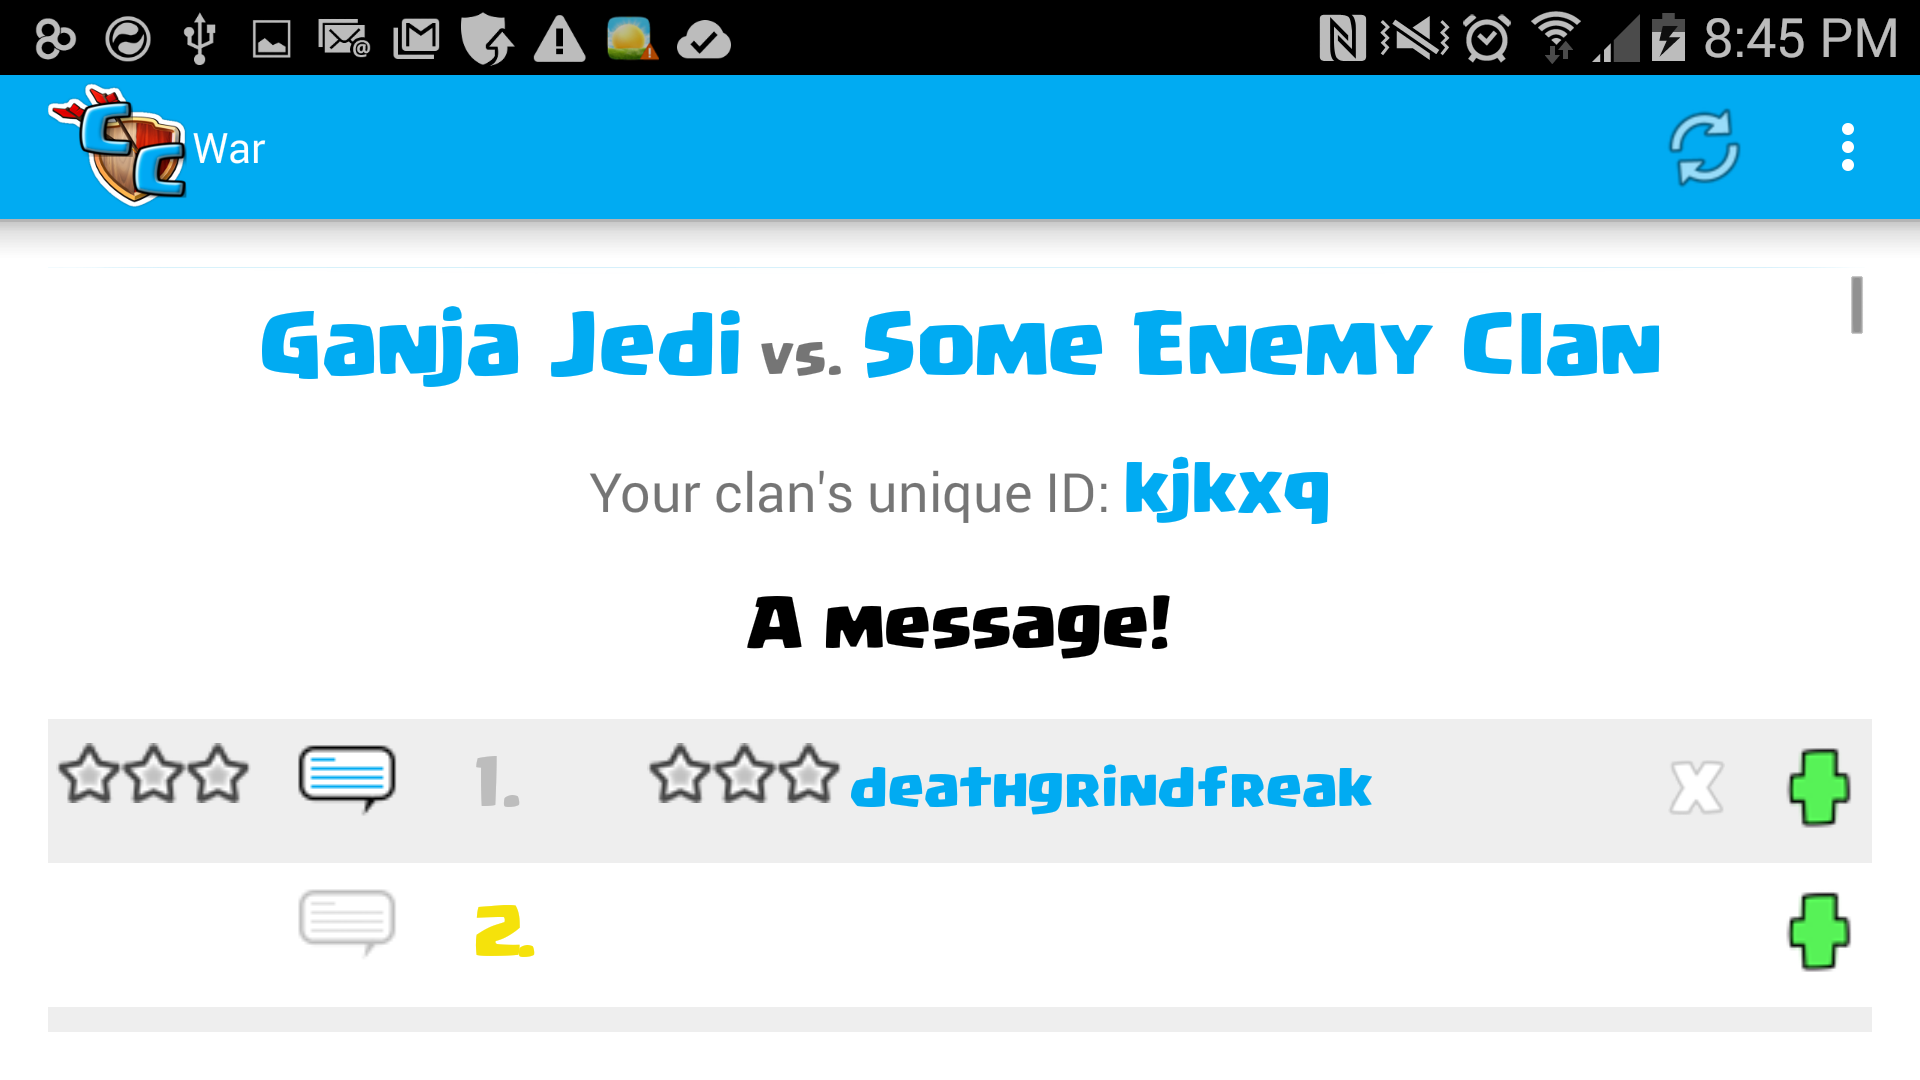 8:45 PM
CC War
Ganja Jedi vs. Some Enemy Clan
Your clan's unique ID: kjkxq
A message!
1. deathgrindfreak X
2.